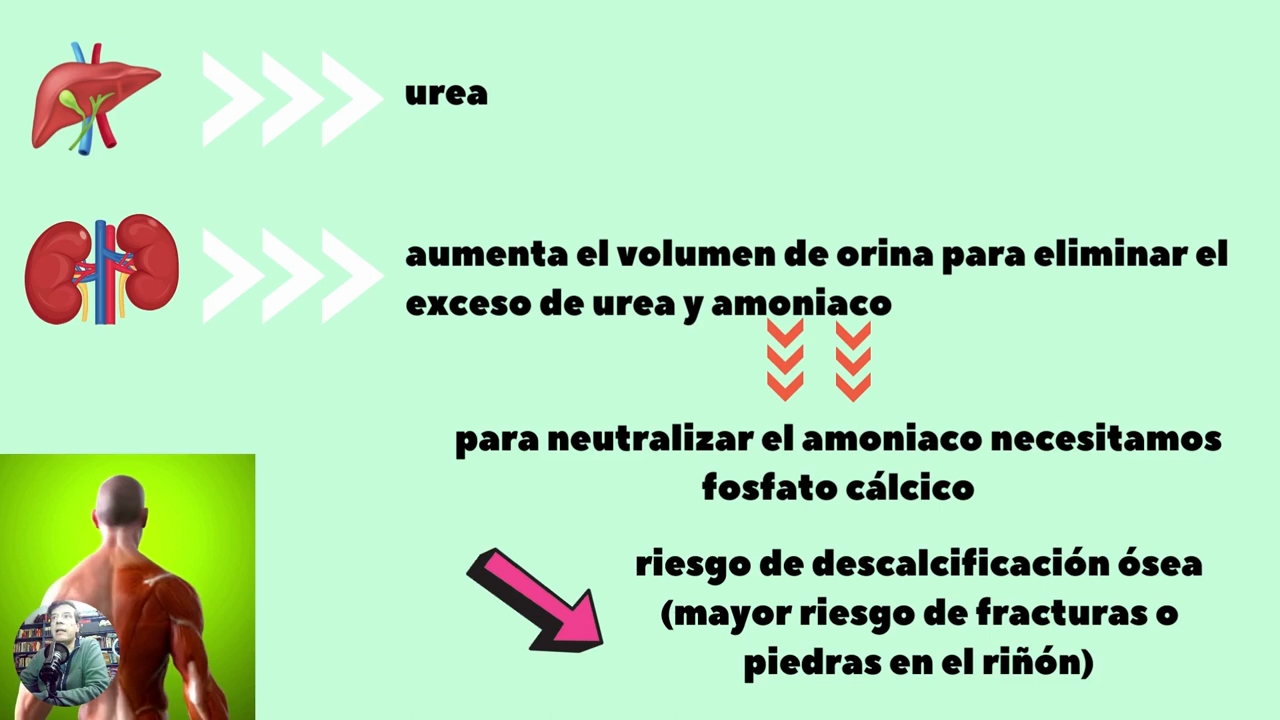 urea
aumenta el volumen de orina para eliminar el
exceso de urea y amoniaco
para neutralizar el amoniaco necesitamos
fosfato cálcico
riesgo de descalcificación ósea
(mayor riesgo de fracturas o
piedras en el riñón)